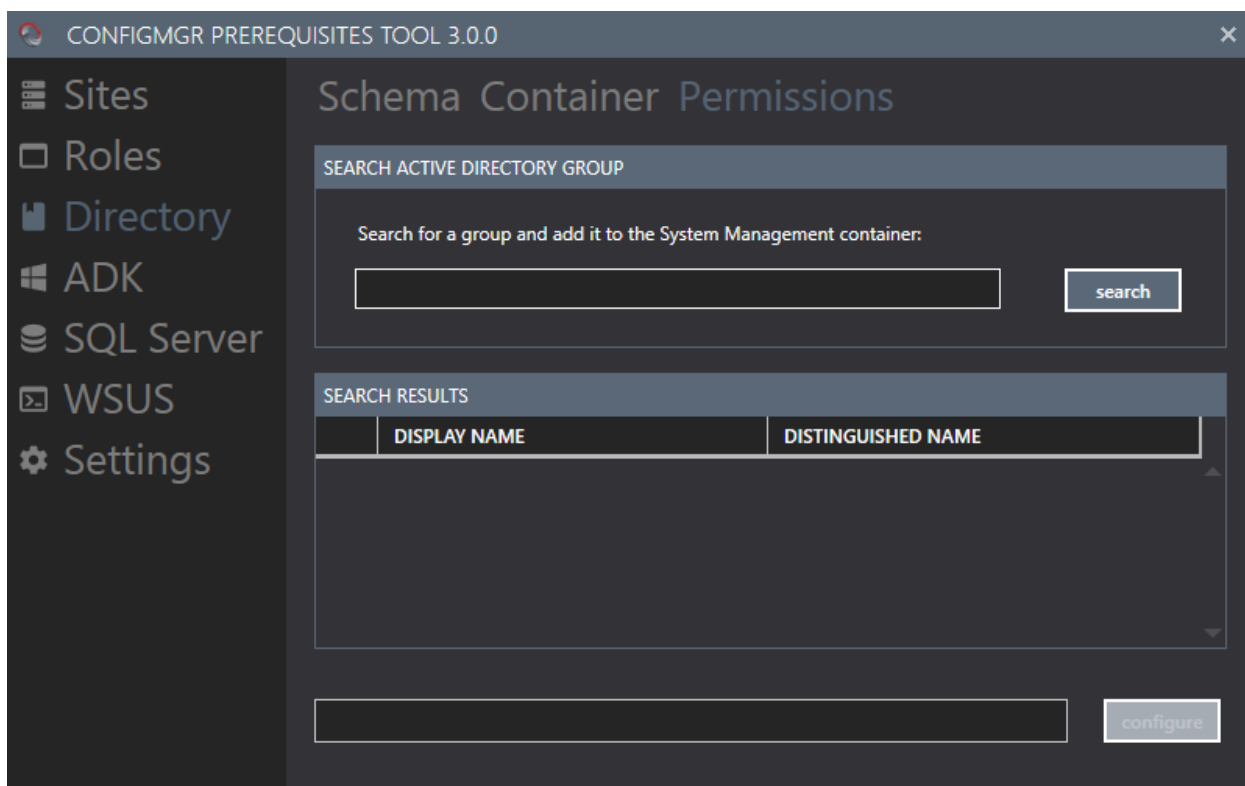 CONFIGMGR PREREQUISITES TOOL 3.0.0
Sites
Roles
Directory
ADK
SQL Server
WSUS
Settings
Schema Container Permissions
SEARCH ACTIVE DIRECTORY GROUP
Search for a group and add it to the System Management container:
search
SEARCH RESULTS
DISPLAY NAME DISTINGUISHED NAME
configure